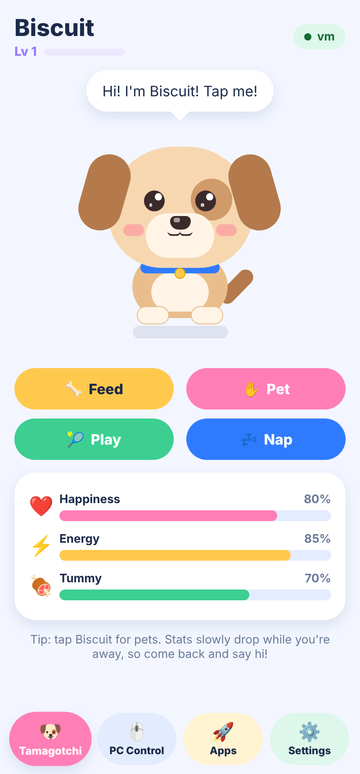 Biscuit
Lv 1
vm
Hi! I'm Biscuit! Tap me!
Feed
Pet
Play
Nap
Happiness 80%
Energy 85%
Tummy 70%
Tip: tap Biscuit for pets. Stats slowly drop while you're
away, so come back and say hi!
Tamagotchi
PC Control
Apps
Settings